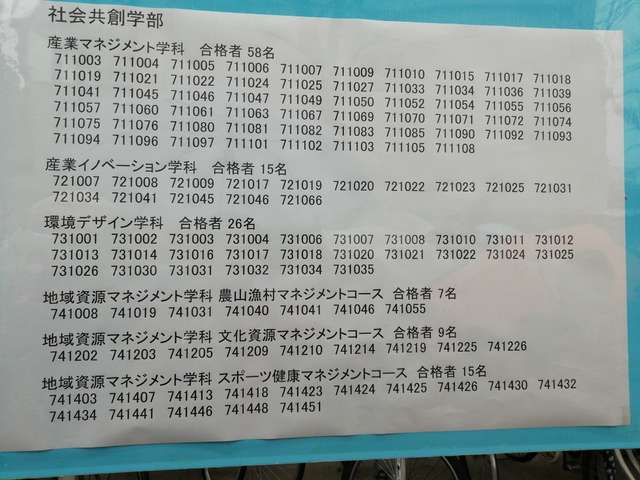 社会共創学部
産業マネジメント学科 合格者 58名
711003 711004 711005 711006 711007 711009 711010 711015 711017 711018
711019 711021 711022 711024 711025 711027 711033 711034 711036 711039
711041 711045 711046 711047 711049 711050 711052 711054 711055 711056
711057 711060 711061 711063 711067 711069 711070 711071 711072 711074
711075 711076 711080 711081 711082 711083 711085 711090 711092 711093
711094 711096 711097 711101 711102 711103 711105 711108
産業イノベーション学科 合格者 15名
721007 721008 721009 721017 721019 721020 721022 721023 721025 721031
721034 721041 721045 721046 721066
環境デザイン学科 合格者 26名
731001 731002 731003 731004 731006 731007 731008 731010 731011 731012
731013 731014 731016 731017 731018 731020 731021 731022 731024 731025
731026 731030 731031 731032 731034 731035
地域資源マネジメント学科 農山漁村マネジメントコース 合格者 7名
741008 741019 741031 741040 741041 741046 741055
地域資源マネジメント学科 文化資源マネジメントコース 合格者 9名
741202 741203 741205 741209 741210 741214 741219 741225 741226
地域資源マネジメント学科 スポーツ健康マネジメントコース 合格者 15名
741403 741407 741413 741418 741423 741424 741425 741426 741430 741432
741434 741441 741446 741448 741451